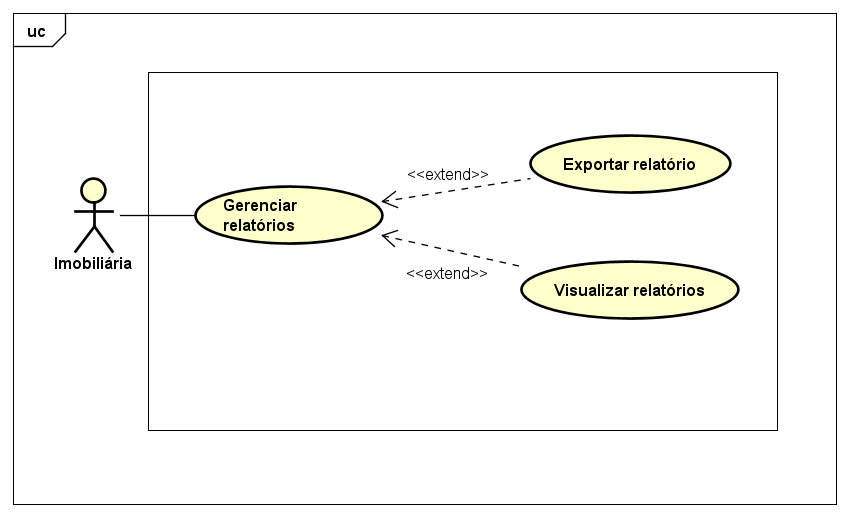 uc
<<extend>>
Exportar relatório
Gerenciar
relatórios
Imobiliária
<<extend>>
Visualizar relatórios